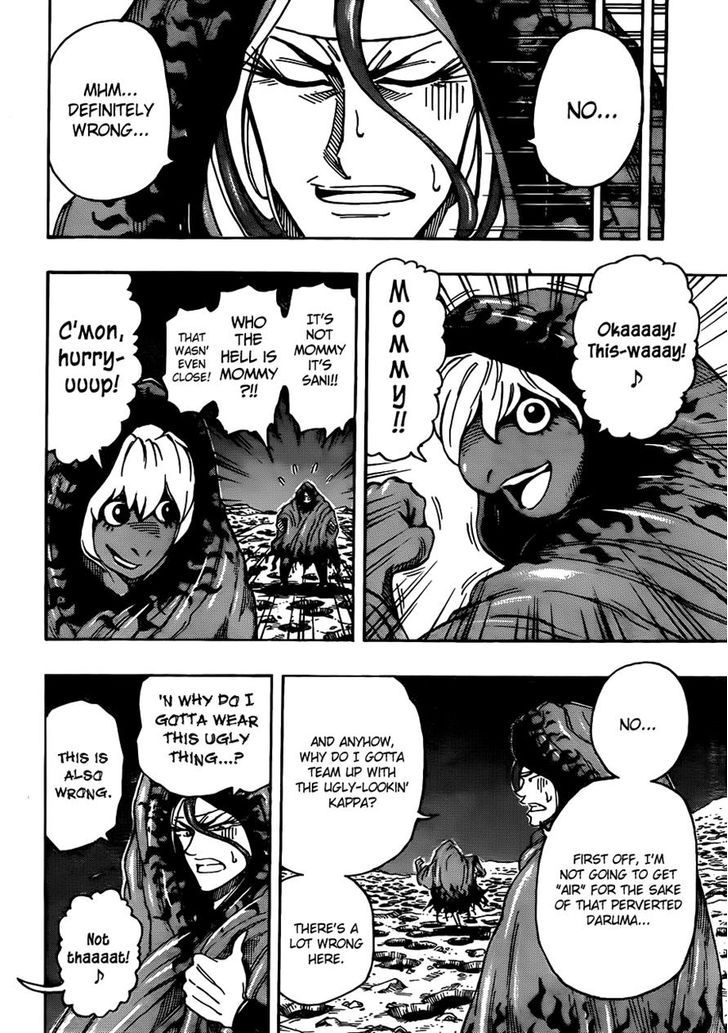 NO...
MHM...
DEFINITELY
WRONG...
Okaaaay!
This-waaay!
♪
Mommy!!
IT'S
NOT
MOMMY
IT'S
SANI!!
WHO
THE
HELL IS
MOMMY
?!!
THAT
WASN'
EVEN
CLOSE!
C'mon,
hurry-
uuup!
NO...
FIRST OFF, I'M
NOT GOING TO GET
"AIR" FOR THE SAKE
OF THAT PERVERTED
DARUMA.
AND ANYHOW,
WHY DO I GOTTA
TEAM UP WITH
THE UGLY-LOOKIN'
KAPPA?
THERE'S A
LOT WRONG
HERE.
'N WHY DO I
GOTTA WEAR
THIS UGLY
THING...?
THIS IS
ALSO
WRONG.
Not
thaaaat!
♪